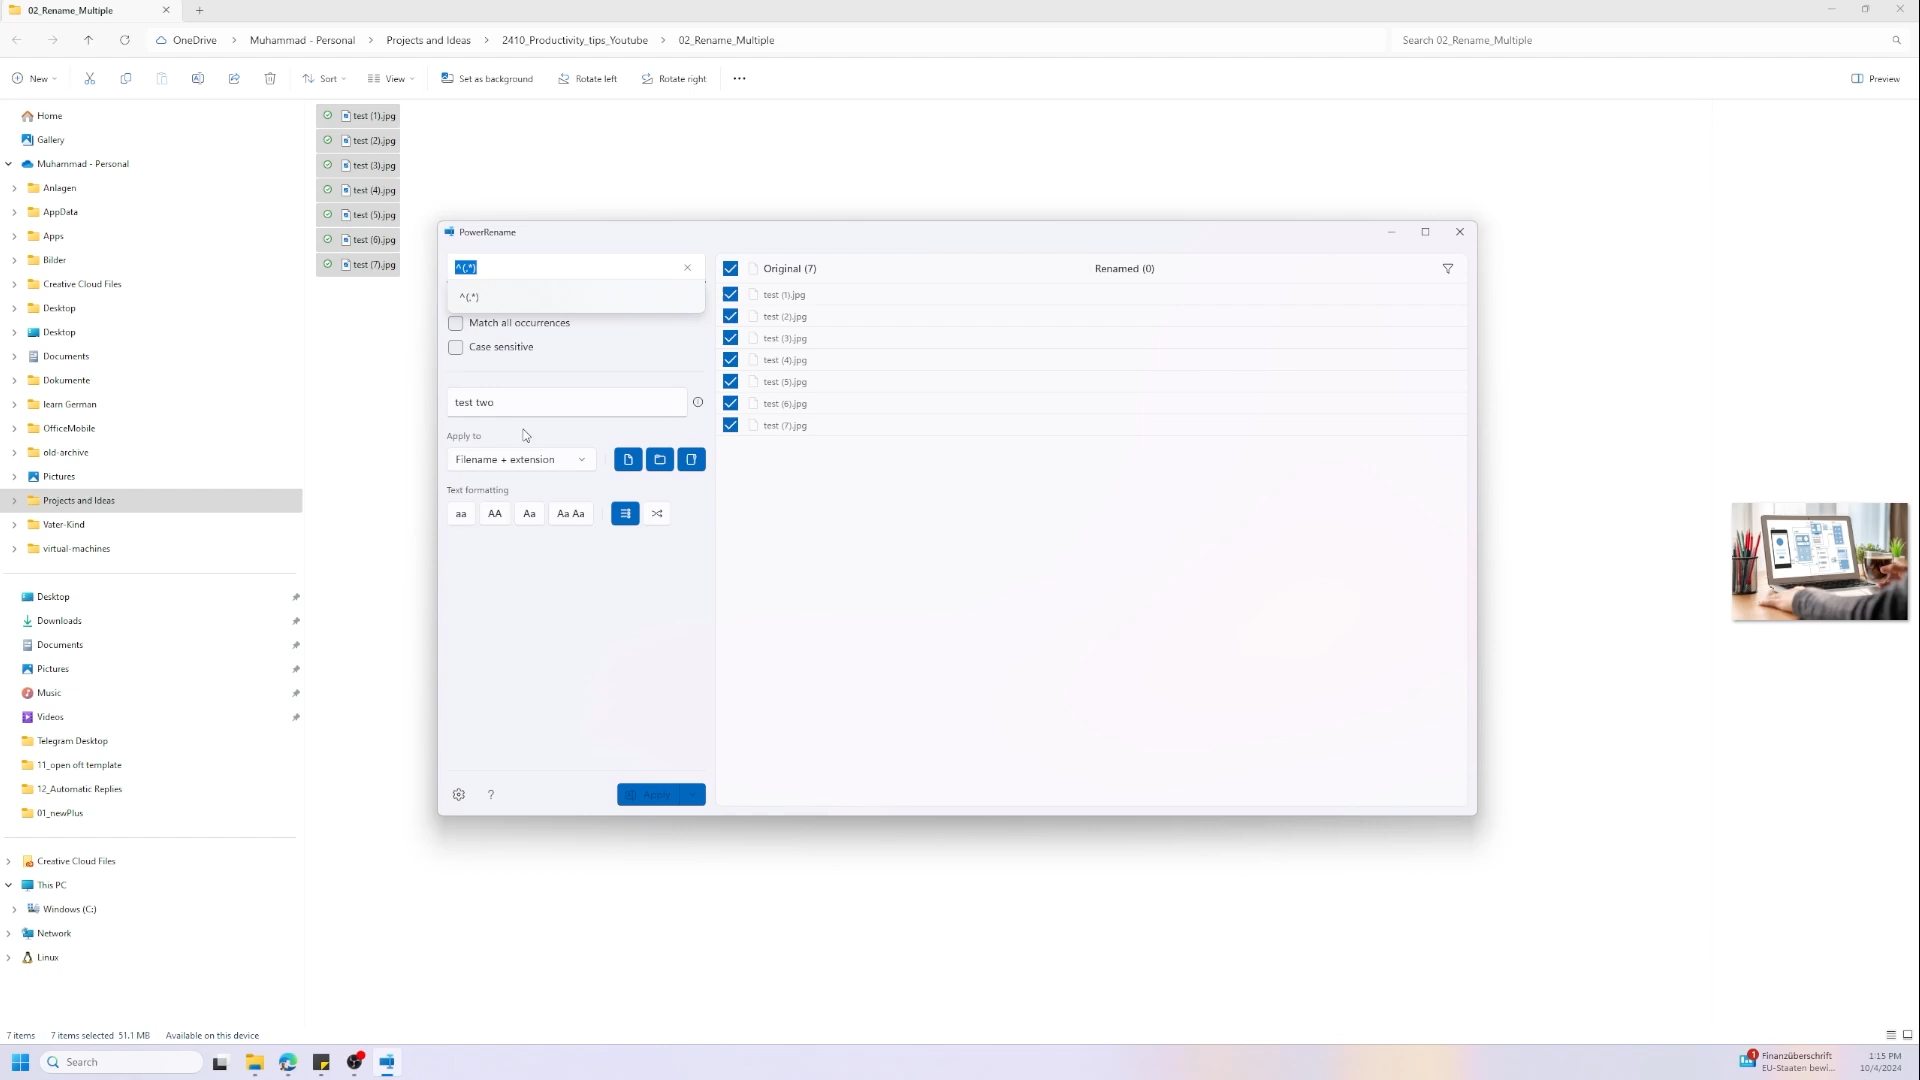 02_Rename_Multiple
OneDrive > Muhammad - Personal > Projects and Ideas > 2410_Productivity_tips_Youtube > 02_Rename_Multiple
Search 02_Rename_Multiple
New
Sort
View
Set as background
Rotate left
Rotate right
Preview
Home
Gallery
Muhammad - Personal
Anlagen
AppData
Apps
Bilder
Creative Cloud Files
Desktop
Desktop
Documents
Dokumente
learn German
OfficeMobile
old-archive
Pictures
Projects and Ideas
Vater-Kind
virtual-machines
Desktop
Downloads
Documents
Pictures
Music
Videos
Telegram Desktop
11_open oft template
12_Automatic Replies
01_newPlus
Creative Cloud Files
This PC
Windows (C:)
Network
Linux
test (1).jpg
test (2).jpg
test (3).jpg
test (4).jpg
test (5).jpg
test (6).jpg
test (7).jpg
PowerRename
^(.*)
^(.*)
Match all occurrences
Case sensitive
test two
Apply to
Filename + extension
Text formatting
aa AA Aa Aa Aa
?
Apply
Original (7)
Renamed (0)
test (1).jpg
test (2).jpg
test (3).jpg
test (4).jpg
test (5).jpg
test (6).jpg
test (7).jpg
7 items 7 items selected 51.1 MB Available on this device
Search
1
Finanzüberschrift
EU-Staaten bewi...
1:15 PM
10/4/2024